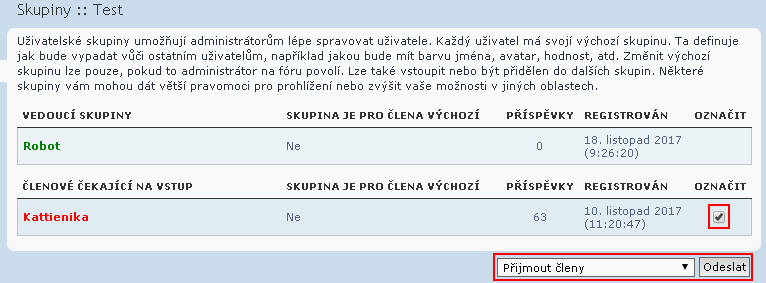 Skupiny :: Test
Uživatelské skupiny umožňují administrátorům lépe spravovat uživatele. Každý uživatel má svojí výchozí skupinu. Ta definuje
jak bude vypadat vůči ostatním uživatelům, například jakou bude mít barvu jména, avatar, hodnost, atd. Změnit výchozí
skupinu lze pouze, pokud to administrátor na fóru povolí. Lze také vstoupit nebo být přidělen do dalších skupin. Některé
skupiny vám mohou dát větší pravomoci pro prohlížení nebo zvýšit vaše možnosti v jiných oblastech.
VEDOUCÍ SKUPINY SKUPINA JE PRO ČLENA VÝCHOZÍ PŘÍSPĚVKY REGISTROVÁN OZNAČIT
Robot Ne 0 18. listopad 2017
(9:26:20)
ČLENOVÉ ČEKAJÍCÍ NA VSTUP SKUPINA JE PRO ČLENA VÝCHOZÍ PŘÍSPĚVKY REGISTROVÁN OZNAČIT
Kattienika Ne 63 10. listopad 2017
(11:20:47)
Přijmout členy Odeslat